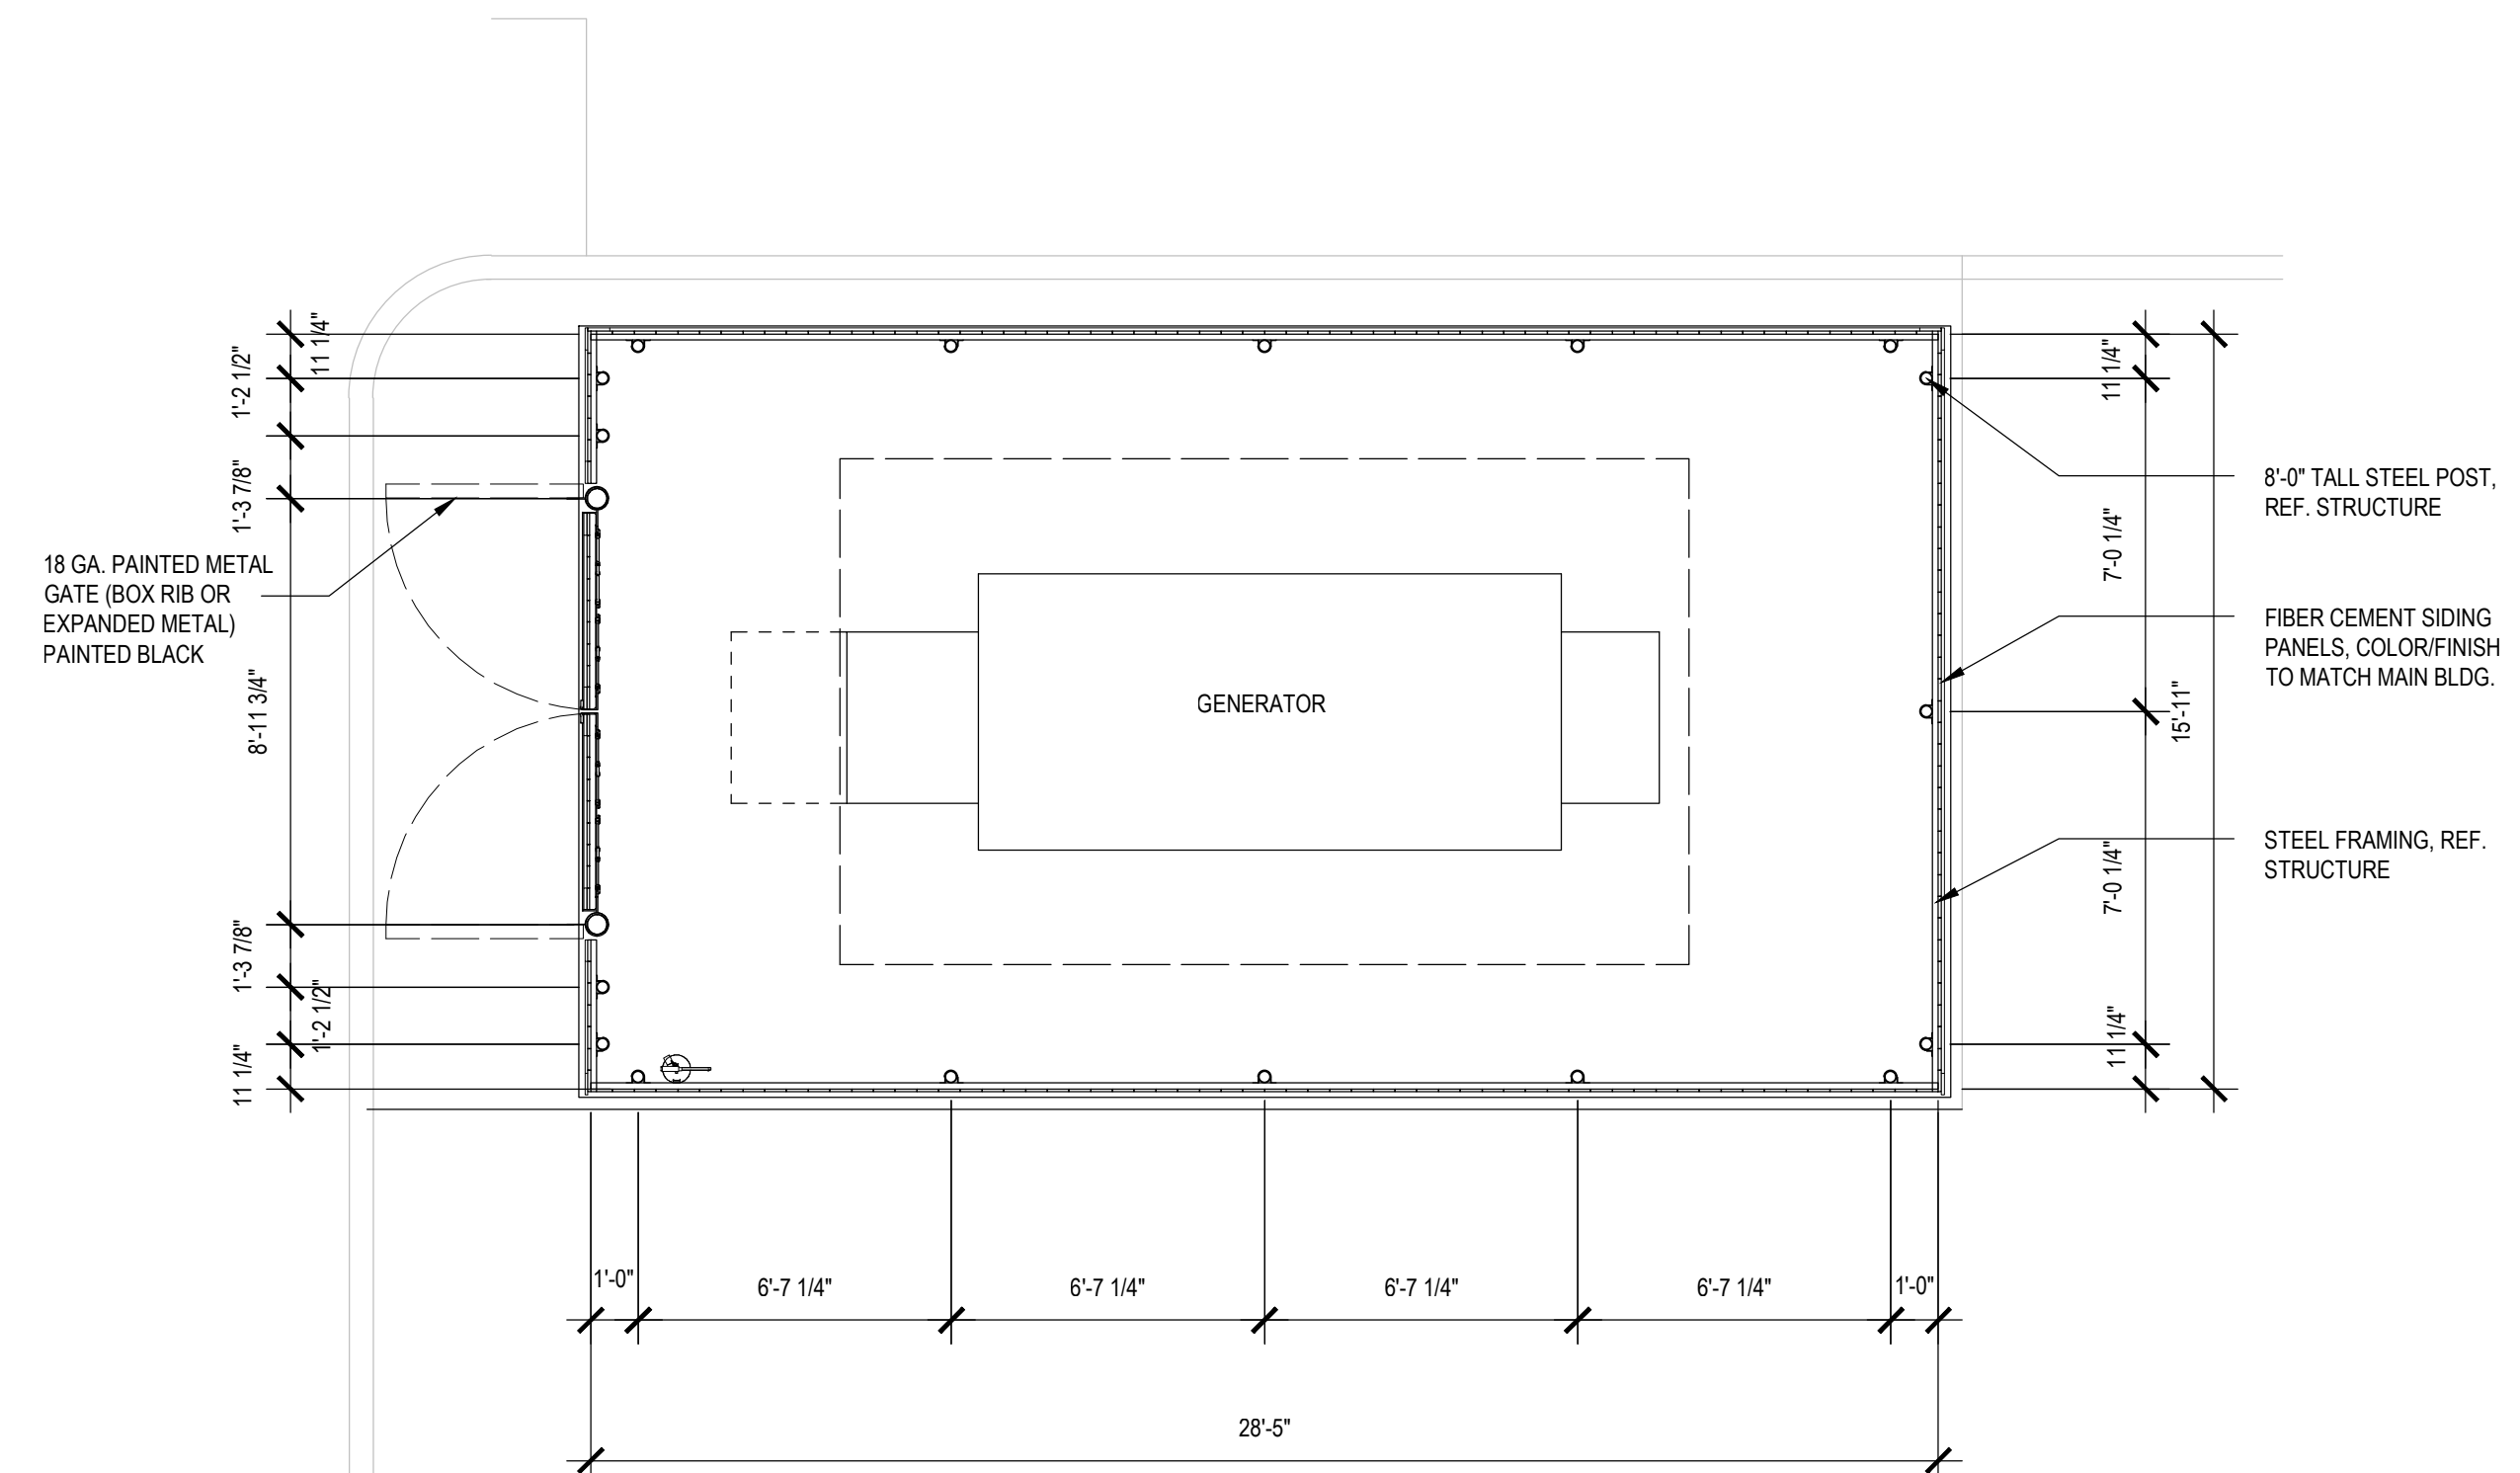 11 1/4"
1'-2 1/2"
1'-3 7/8"
18 GA. PAINTED METAL
GATE (BOX RIB OR
EXPANDED METAL)
PAINTED BLACK
8'-11 3/4"
1'-3 7/8"
1'-2 1/2"
11 1/4"
GENERATOR
11 1/4"
7'-0 1/4"
15'-11"
7'-0 1/4"
11 1/4"
8'-0" TALL STEEL POST,
REF. STRUCTURE
FIBER CEMENT SIDING
PANELS, COLOR/FINISH
TO MATCH MAIN BLDG.
STEEL FRAMING, REF.
STRUCTURE
1'-0"
6'-7 1/4"
6'-7 1/4"
6'-7 1/4"
6'-7 1/4"
1'-0"
28'-5"